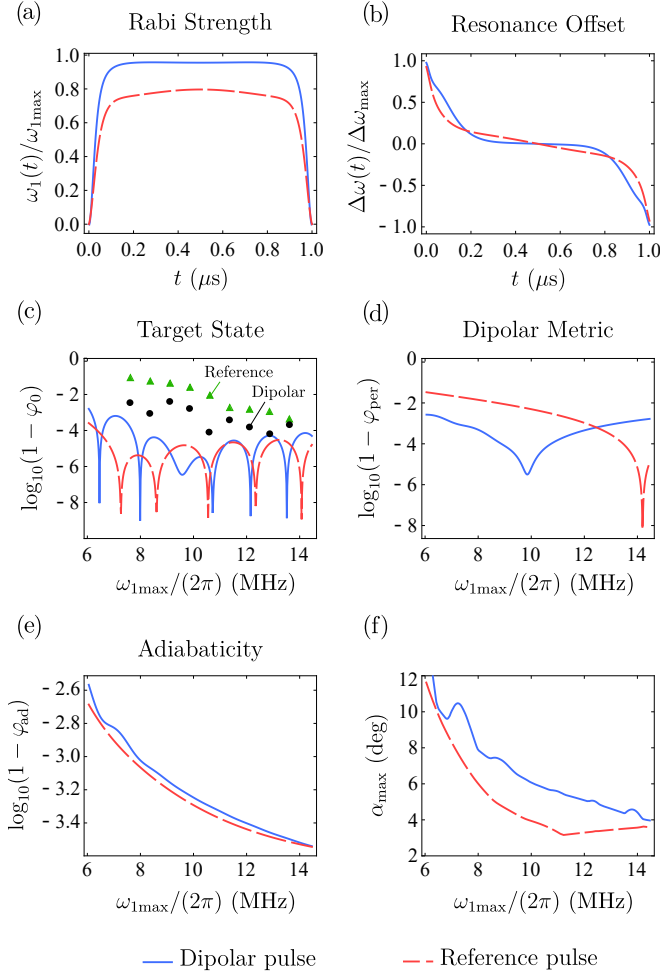 (a) Rabi Strength
ω₁(t)/ω₁max
1.0
0.8
0.6
0.4
0.2
0.0
0.0 0.2 0.4 0.6 0.8 1.0
t (μs)
(b) Resonance Offset
Δω(t)/Δωmax
1.0
0.5
0.0
- 0.5
- 1.0
0.0 0.2 0.4 0.6 0.8 1.0
t (μs)
(c) Target State
log₁₀(1 − φ₀)
0
- 2
- 4
- 6
- 8
Reference
Dipolar
6 8 10 12 14
ω₁max/(2π) (MHz)
(d) Dipolar Metric
log₁₀(1 − φper)
0
- 2
- 4
- 6
- 8
6 8 10 12 14
ω₁max/(2π) (MHz)
(e) Adiabaticity
log₁₀(1 − φad)
- 2.6
- 2.8
- 3.0
- 3.2
- 3.4
6 8 10 12 14
ω₁max/(2π) (MHz)
(f)
αmax (deg)
12
10
8
6
4
2
6 8 10 12 14
ω₁max/(2π) (MHz)
Dipolar pulse
Reference pulse